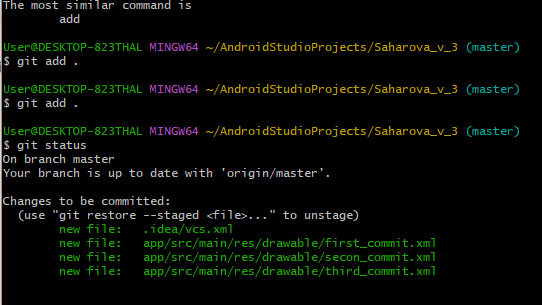 The most similar command is
        add

User@DESKTOP-823THAL MINGW64 ~/AndroidStudioProjects/Saharova_v_3 (master)
$ git add .

User@DESKTOP-823THAL MINGW64 ~/AndroidStudioProjects/Saharova_v_3 (master)
$ git add .

User@DESKTOP-823THAL MINGW64 ~/AndroidStudioProjects/Saharova_v_3 (master)
$ git status
On branch master
Your branch is up to date with 'origin/master'.

Changes to be committed:
  (use "git restore --staged <file>..." to unstage)
        new file:   .idea/vcs.xml
        new file:   app/src/main/res/drawable/first_commit.xml
        new file:   app/src/main/res/drawable/secon_commit.xml
        new file:   app/src/main/res/drawable/third_commit.xml